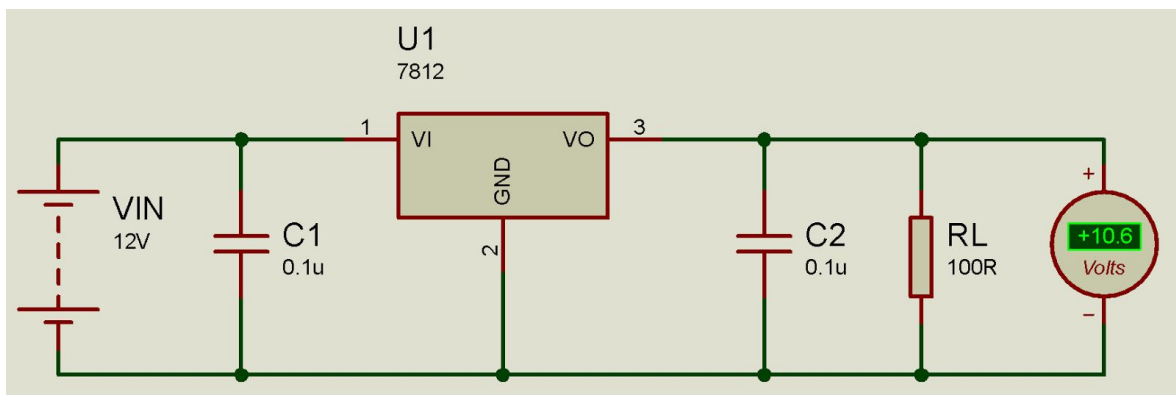 U1
7812
1
VI
VO
3
GND
2
VIN
12V
C1
0.1u
C2
0.1u
RL
100R
+
+10.6
Volts
−